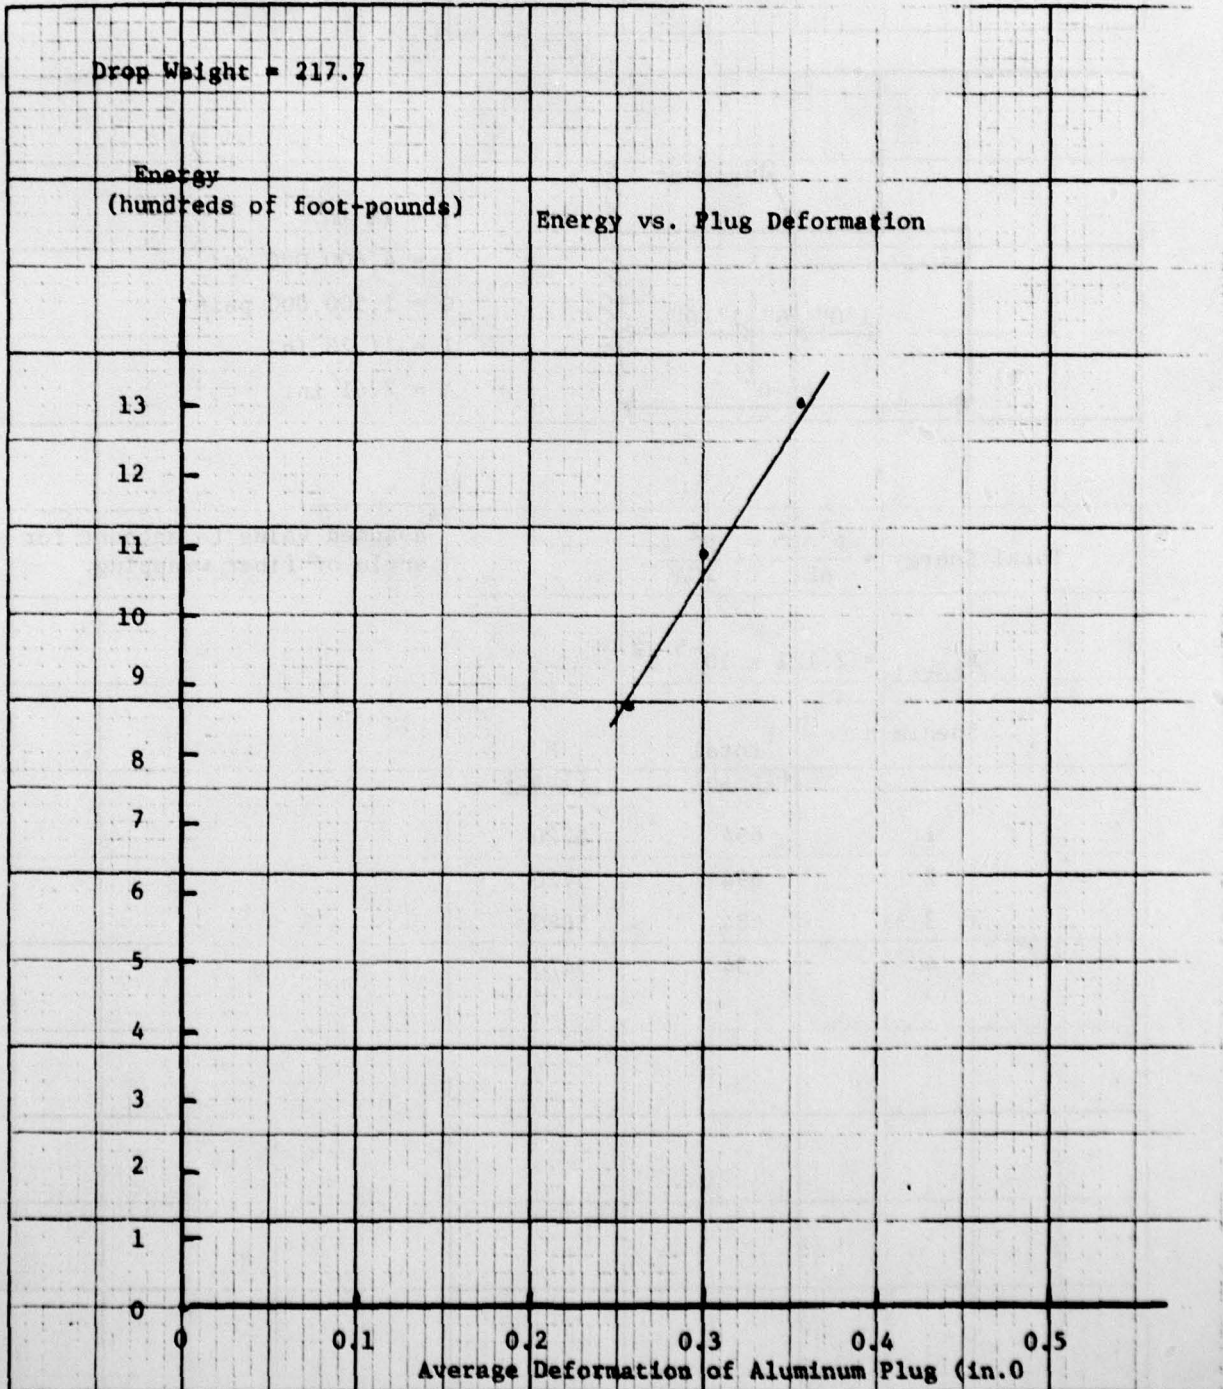 Drop Weight = 217.7
Energy
(hundreds of foot-pounds)
Energy vs. Plug Deformation
13
12
11
10
9
8
7
6
5
4
3
2
1
0
0 0.1 0.2 0.3 0.4 0.5
Average Deformation of Aluminum Plug (in.0